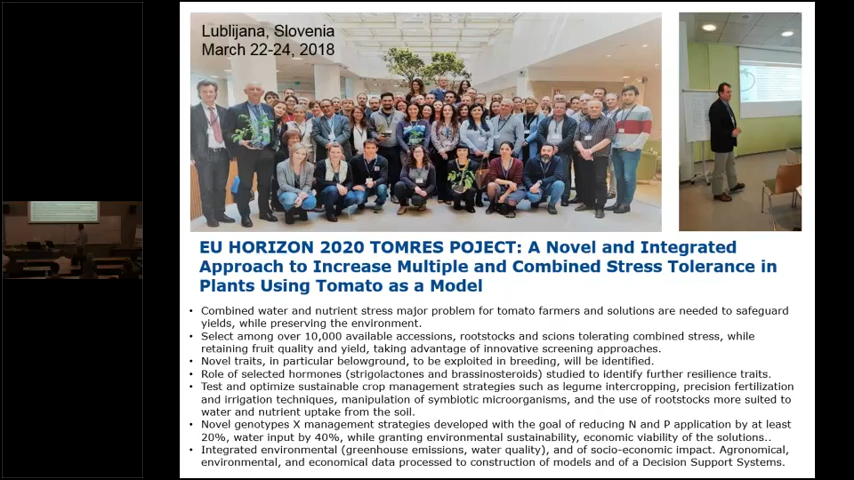 Lublijana, Slovenia
March 22-24, 2018
EU HORIZON 2020 TOMRES POJECT: A Novel and Integrated
Approach to Increase Multiple and Combined Stress Tolerance in
Plants Using Tomato as a Model
• Combined water and nutrient stress major problem for tomato farmers and solutions are needed to safeguard
yields, while preserving the environment.
• Select among over 10,000 available accessions, rootstocks and scions tolerating combined stress, while
retaining fruit quality and yield, taking advantage of innovative screening approaches.
• Novel traits, in particular belowground, to be exploited in breeding, will be identified.
• Role of selected hormones (strigolactones and brassinosteroids) studied to identify further resilience traits.
• Test and optimize sustainable crop management strategies such as legume intercropping, precision fertilization
and irrigation techniques, manipulation of symbiotic microorganisms, and the use of rootstocks more suited to
water and nutrient uptake from the soil.
• Novel genotypes X management strategies developed with the goal of reducing N and P application by at least
20%, water input by 40%, while granting environmental sustainability, economic viability of the solutions..
• Integrated environmental (greenhouse emissions, water quality), and of socio-economic impact. Agronomical,
environmental, and economical data processed to construction of models and of a Decision Support Systems.